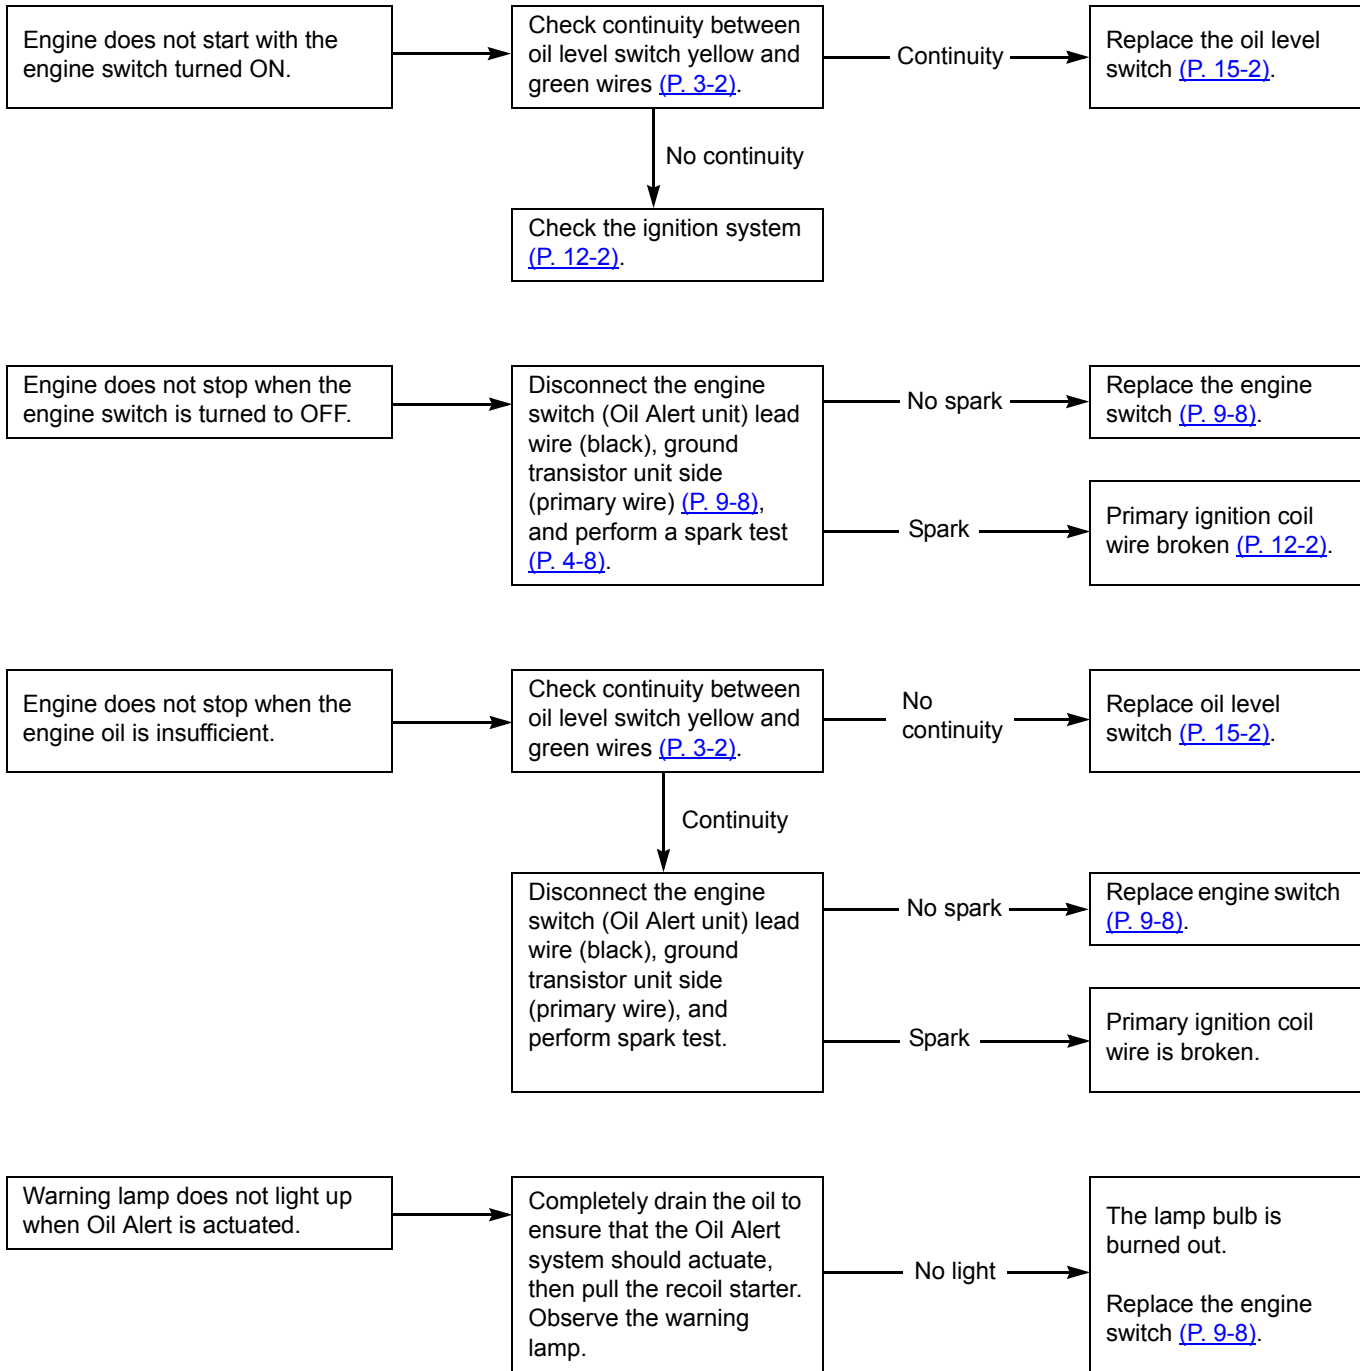 Engine does not start with the
engine switch turned ON.
Check continuity between
oil level switch yellow and
green wires (P. 3-2).
Continuity
Replace the oil level
switch (P. 15-2).
No continuity
Check the ignition system
(P. 12-2).
Engine does not stop when the
engine switch is turned to OFF.
Disconnect the engine
switch (Oil Alert unit) lead
wire (black), ground
transistor unit side
(primary wire) (P. 9-8),
and perform a spark test
(P. 4-8).
No spark
Replace the engine
switch (P. 9-8).
Spark
Primary ignition coil
wire broken (P. 12-2).
Engine does not stop when the
engine oil is insufficient.
Check continuity between
oil level switch yellow and
green wires (P. 3-2).
No
continuity
Replace oil level
switch (P. 15-2).
Continuity
Disconnect the engine
switch (Oil Alert unit) lead
wire (black), ground
transistor unit side
(primary wire), and
perform spark test.
No spark
Replace engine switch
(P. 9-8).
Spark
Primary ignition coil
wire is broken.
Warning lamp does not light up
when Oil Alert is actuated.
Completely drain the oil to
ensure that the Oil Alert
system should actuate,
then pull the recoil starter.
Observe the warning
lamp.
No light
The lamp bulb is
burned out.
Replace the engine
switch (P. 9-8).